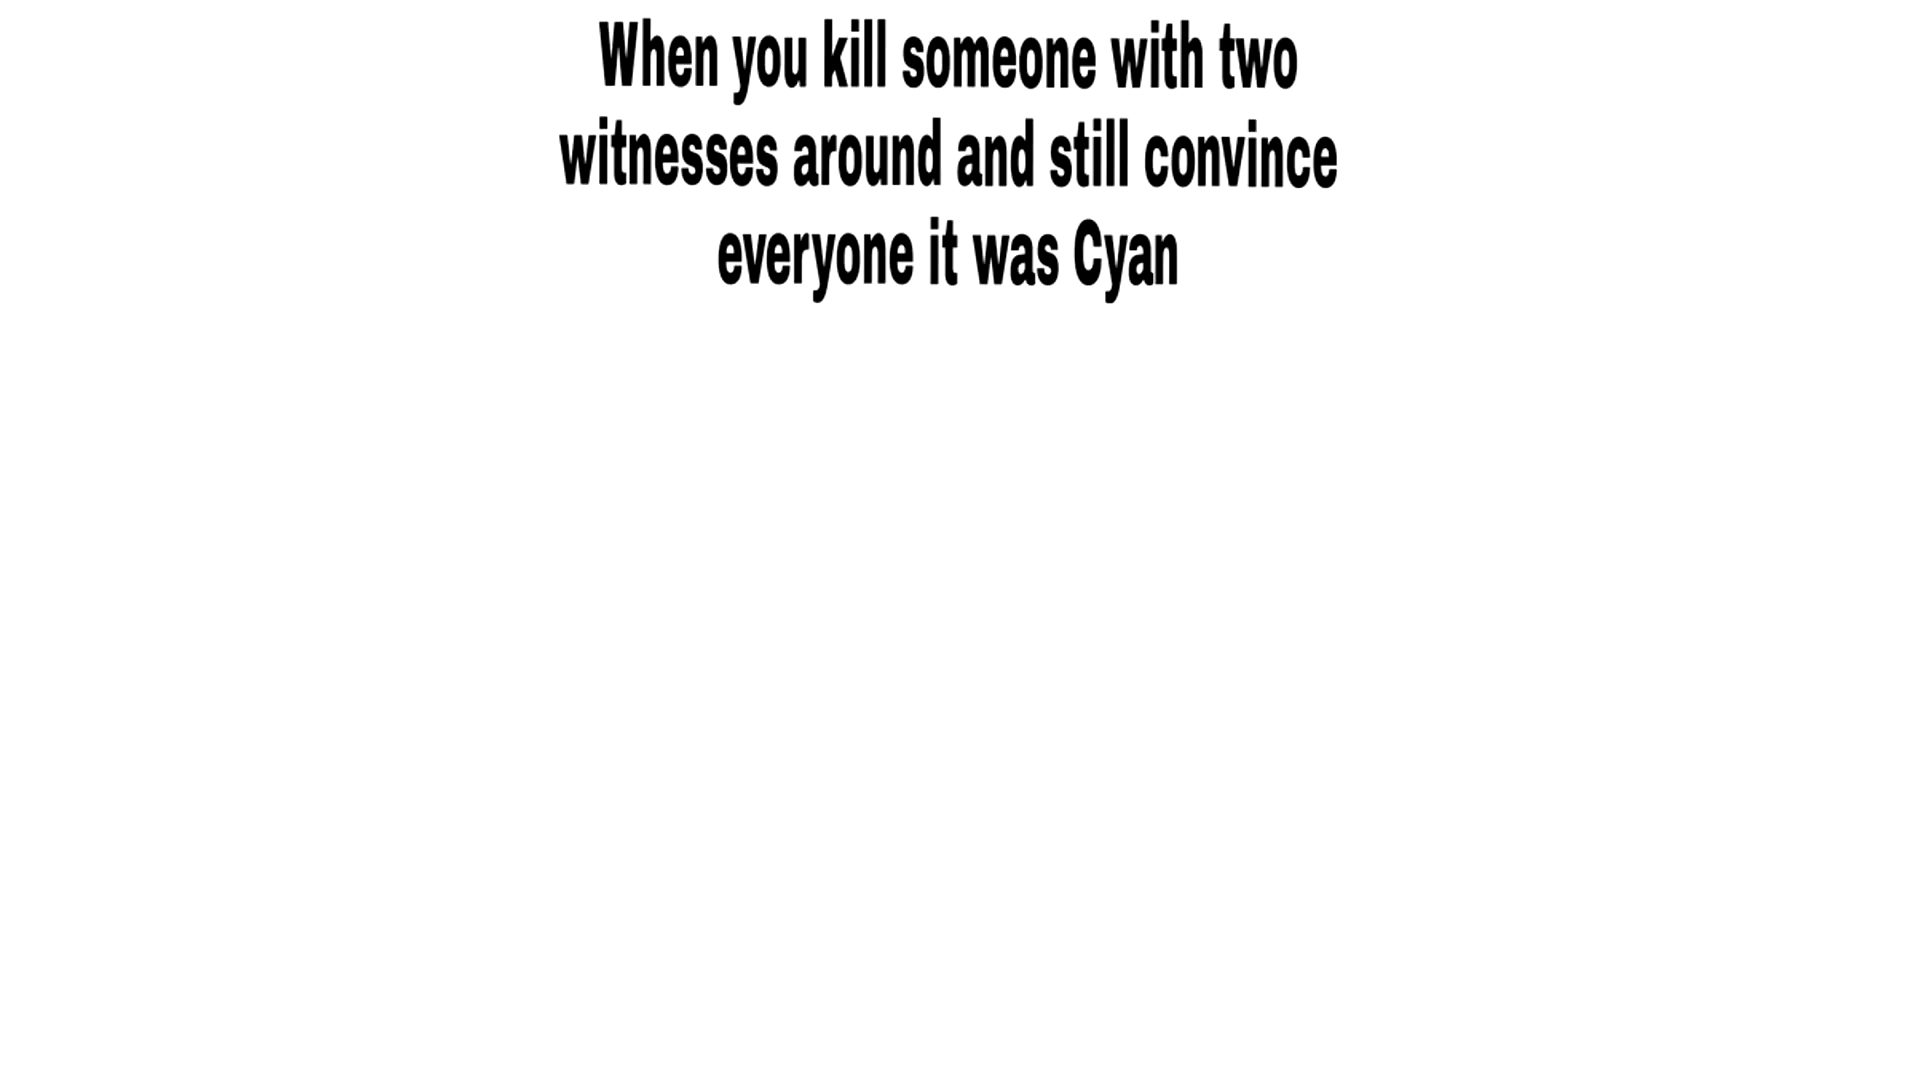 When you kill someone with two
witnesses around and still convince
everyone it was Cyan